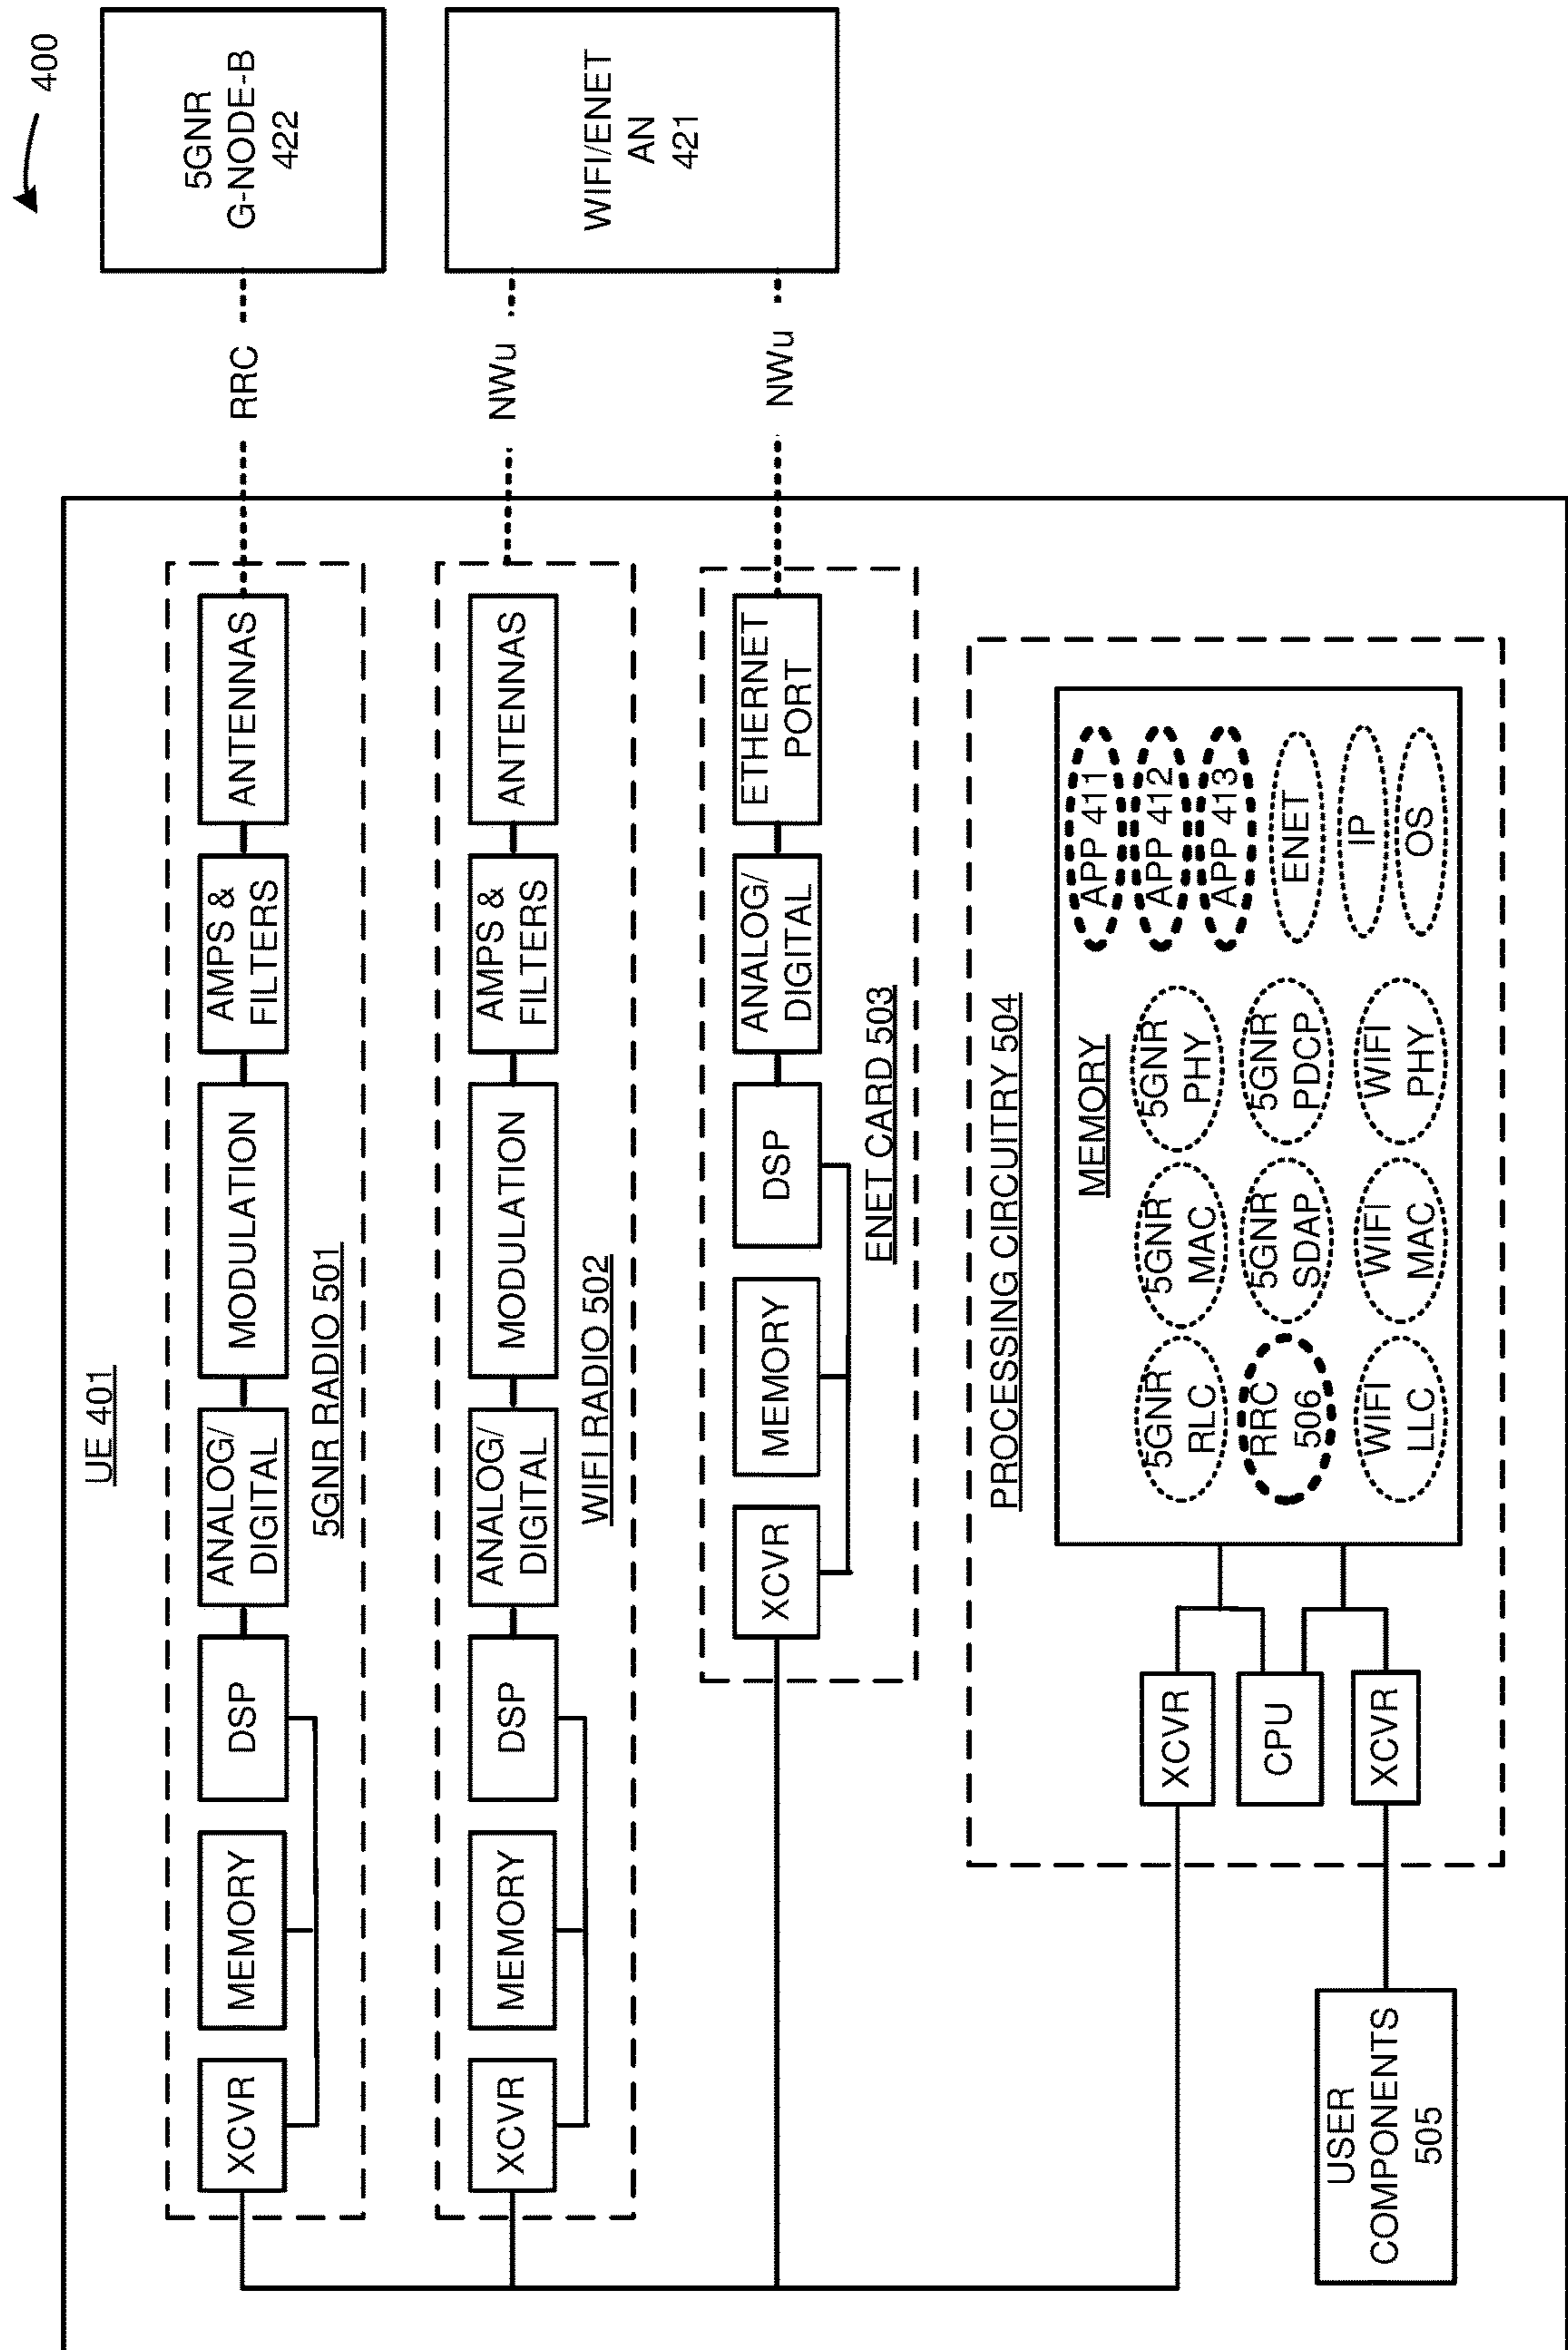 400
UE 401
XCVR
MEMORY
DSP
ANALOG/
DIGITAL
MODULATION
AMPS &
FILTERS
ANTENNAS
5GNR RADIO 501
RRC
5GNR
G-NODE-B
422
XCVR
MEMORY
DSP
ANALOG/
DIGITAL
MODULATION
AMPS &
FILTERS
ANTENNAS
WIFI RADIO 502
NWu
WIFI/ENET
AN
421
XCVR
MEMORY
DSP
ANALOG/
DIGITAL
ETHERNET
PORT
ENET CARD 503
NWu
PROCESSING CIRCUITRY 504
XCVR
CPU
XCVR
MEMORY
5GNR
RLC
5GNR
MAC
5GNR
PHY
RRC
506
5GNR
SDAP
5GNR
PDCP
WIFI
LLC
WIFI
MAC
WIFI
PHY
APP 411
APP 412
APP 413
ENET
IP
OS
USER
COMPONENTS
505